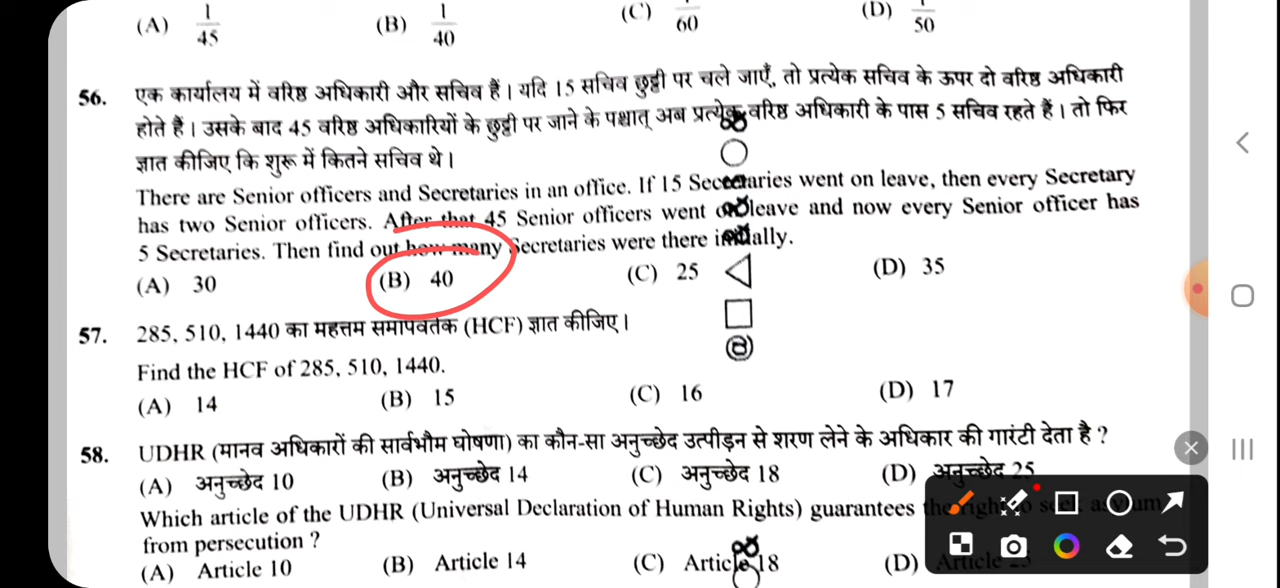 (A) 1/45 (B) 1/40 (C) /60 (D) /50
56. एक कार्यालय में वरिष्ठ अधिकारी और सचिव हैं। यदि 15 सचिव छुट्टी पर चले जाएँ, तो प्रत्येक सचिव के ऊपर दो वरिष्ठ अधिकारी
होते हैं। उसके बाद 45 वरिष्ठ अधिकारियों के छुट्टी पर जाने के पश्चात् अब प्रत्येक वरिष्ठ अधिकारी के पास 5 सचिव रहते हैं। तो फिर
ज्ञात कीजिए कि शुरू में कितने सचिव थे।
There are Senior officers and Secretaries in an office. If 15 Secretaries went on leave, then every Secretary
has two Senior officers. After that 45 Senior officers went on leave and now every Senior officer has
5 Secretaries. Then find out how many Secretaries were there initially.
(A) 30 (B) 40 (C) 25 (D) 35
57. 285, 510, 1440 का महत्तम समापवर्तक (HCF) ज्ञात कीजिए।
Find the HCF of 285, 510, 1440.
(A) 14 (B) 15 (C) 16 (D) 17
58. UDHR (मानव अधिकारों की सार्वभौम घोषणा) का कौन-सा अनुच्छेद उत्पीड़न से शरण लेने के अधिकार की गारंटी देता है ?
(A) अनुच्छेद 10 (B) अनुच्छेद 14 (C) अनुच्छेद 18 (D) अनुच्छेद 25
Which article of the UDHR (Universal Declaration of Human Rights) guarantees the right to seek asylum
from persecution ?
(A) Article 10 (B) Article 14 (C) Article 18 (D) Article 25